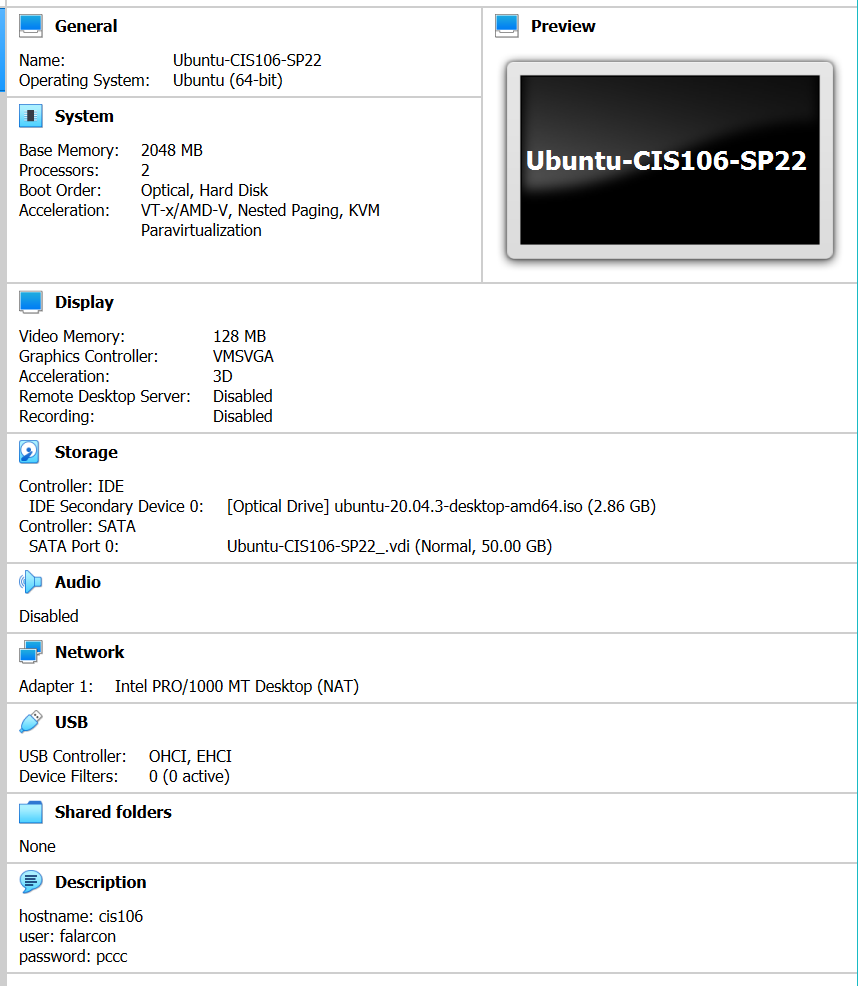 General
Name: Ubuntu-CIS106-SP22
Operating System: Ubuntu (64-bit)
Preview
Ubuntu-CIS106-SP22
System
Base Memory: 2048 MB
Processors: 2
Boot Order: Optical, Hard Disk
Acceleration: VT-x/AMD-V, Nested Paging, KVM
Paravirtualization
Display
Video Memory: 128 MB
Graphics Controller: VMSVGA
Acceleration: 3D
Remote Desktop Server: Disabled
Recording: Disabled
Storage
Controller: IDE
IDE Secondary Device 0: [Optical Drive] ubuntu-20.04.3-desktop-amd64.iso (2.86 GB)
Controller: SATA
SATA Port 0: Ubuntu-CIS106-SP22_.vdi (Normal, 50.00 GB)
Audio
Disabled
Network
Adapter 1: Intel PRO/1000 MT Desktop (NAT)
USB
USB Controller: OHCI, EHCI
Device Filters: 0 (0 active)
Shared folders
None
Description
hostname: cis106
user: falarcon
password: pccc